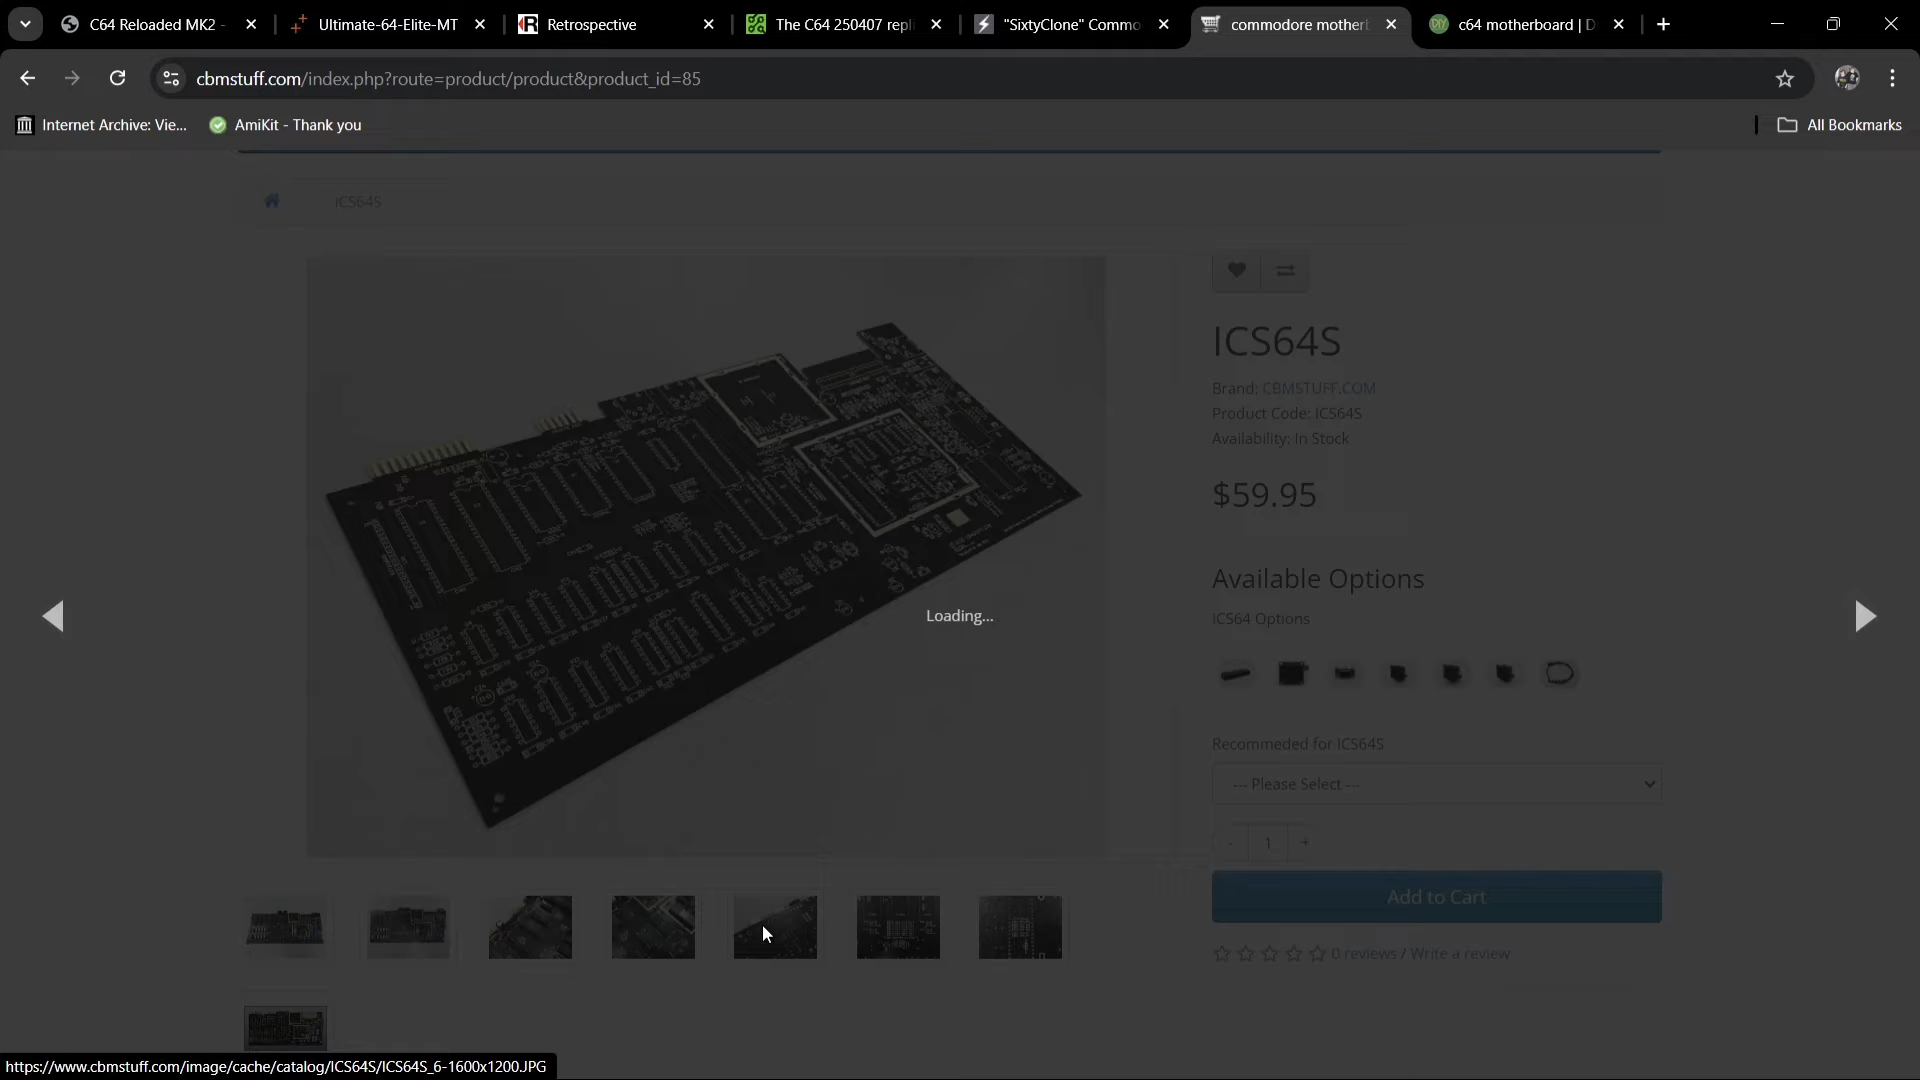 C64 Reloaded MK2 -
Ultimate-64-Elite-MT
Retrospective
The C64 250407 repli
"SixtyClone" Commo
commodore mother
c64 motherboard | D
cbmstuff.com/index.php?route=product/product&product_id=85
Internet Archive: Vie...
AmiKit - Thank you
All Bookmarks
ICS64S
ICS64S
Brand: CBMSTUFF.COM
Product Code: ICS64S
Availability: In Stock
$59.95
Loading...
Available Options
ICS64 Options
Recommeded for ICS64S
--- Please Select ---
- 1 +
Add to Cart
0 reviews / Write a review
https://www.cbmstuff.com/image/cache/catalog/ICS64S/ICS64S_6-1600x1200.JPG